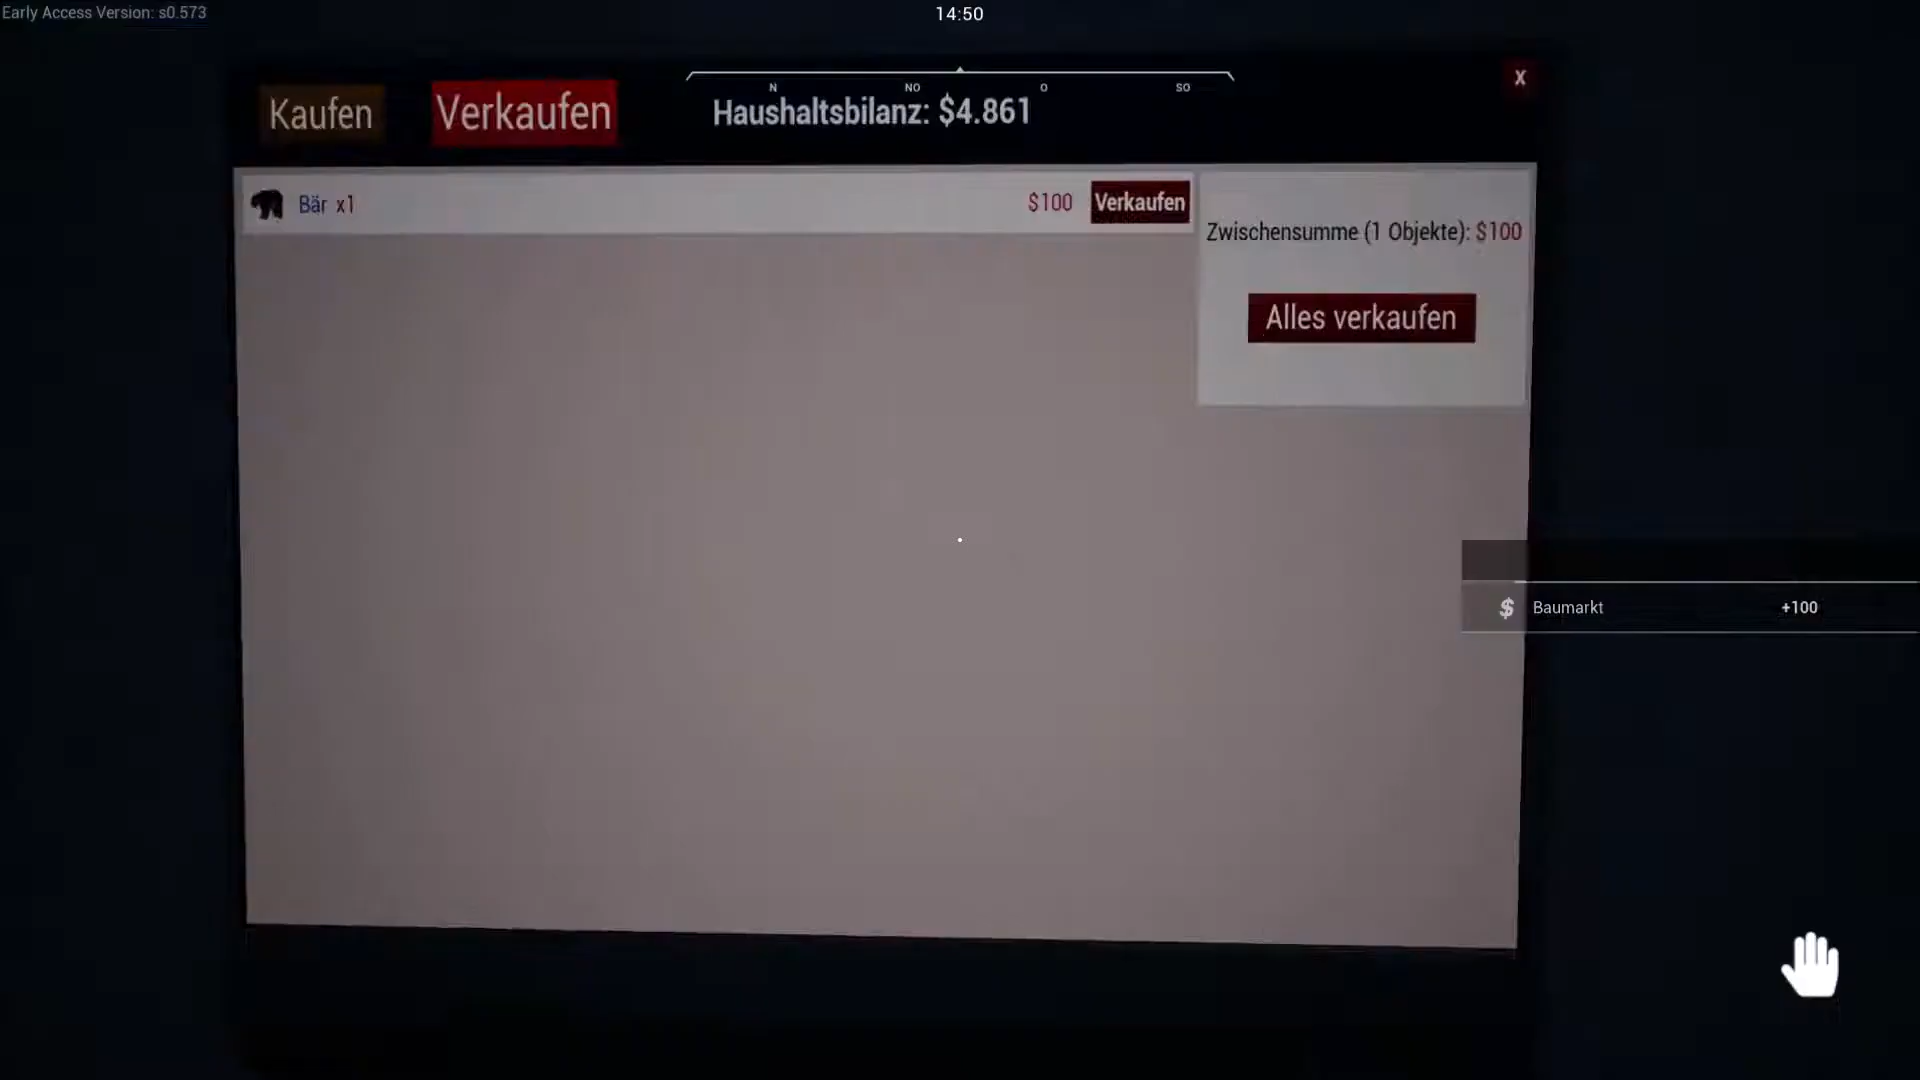 Early Access Version: s0.573
14:50
N NO O SO
X
Kaufen
Verkaufen
Haushaltsbilanz: $4.861
Bär x1
$100
Verkaufen
Zwischensumme (1 Objekte): $100
Alles verkaufen
$ Baumarkt +100